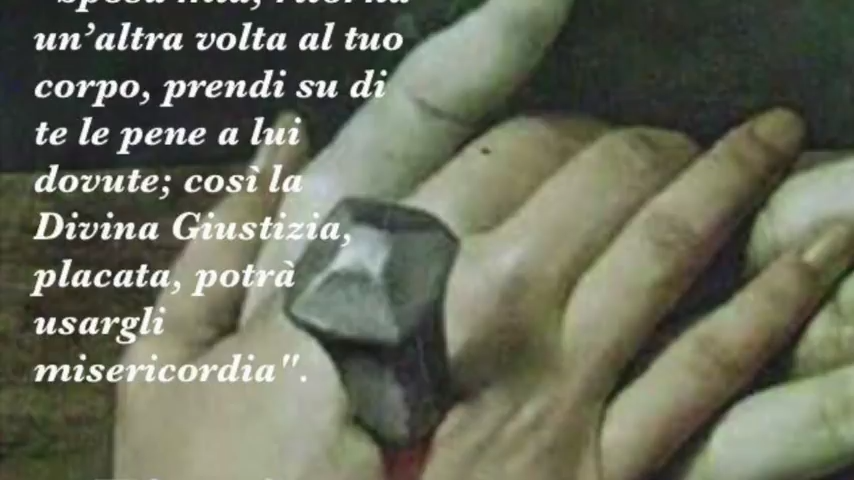 un’altra volta al tuo
corpo, prendi su di
te le pene a lui
dovute; così la
Divina Giustizia,
placata, potrà
usargli
misericordia".